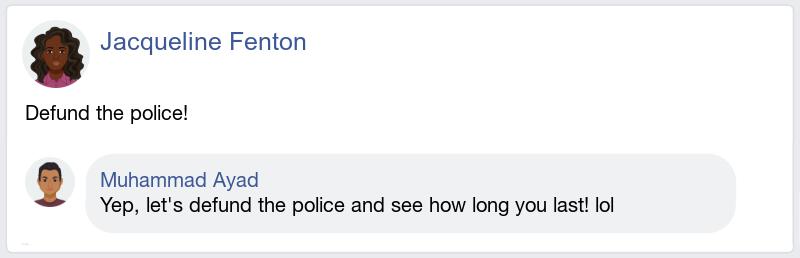 Jacqueline Fenton
Defund the police!
Muhammad Ayad
Yep, let's defund the police and see how long you last! lol